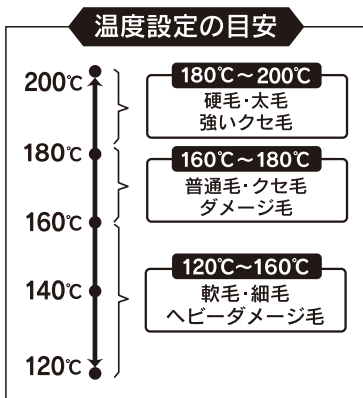 温度設定の目安
200℃
180℃
160℃
140℃
120℃
180℃～200℃
硬毛・太毛
強いクセ毛
160℃～180℃
普通毛・クセ毛
ダメージ毛
120℃～160℃
軟毛・細毛
ヘビーダメージ毛